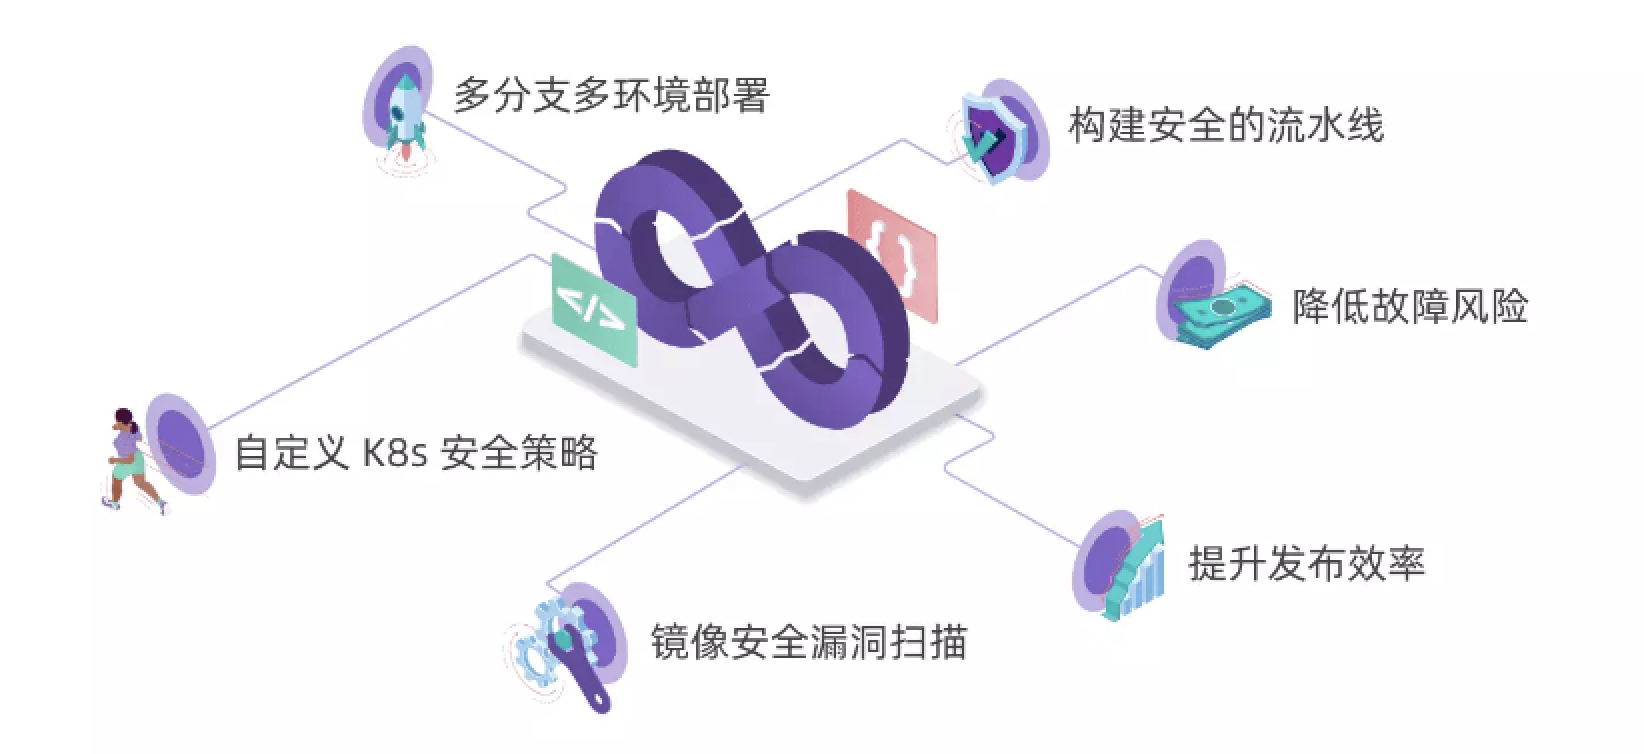 多分支多环境部署
构建安全的流水线
</>
{ }
降低故障风险
自定义 K8s 安全策略
提升发布效率
镜像安全漏洞扫描